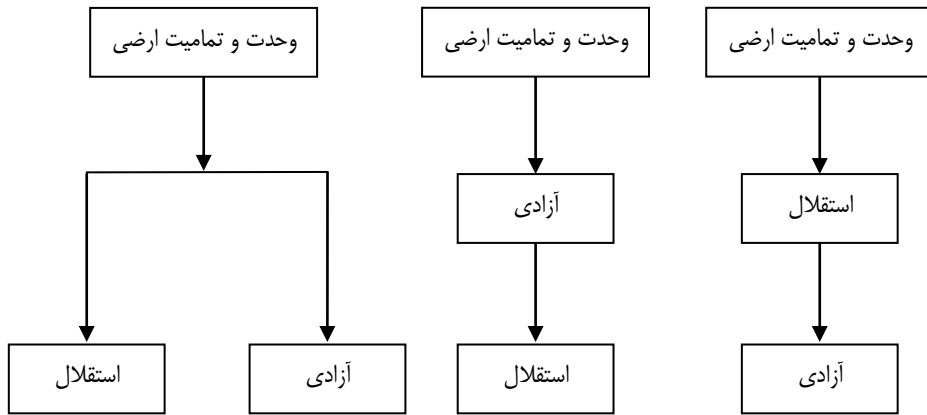 وحدت و تمامیت ارضی
وحدت و تمامیت ارضی
وحدت و تمامیت ارضی
استقلال
آزادی
آزادی
استقلال
آزادی
استقلال